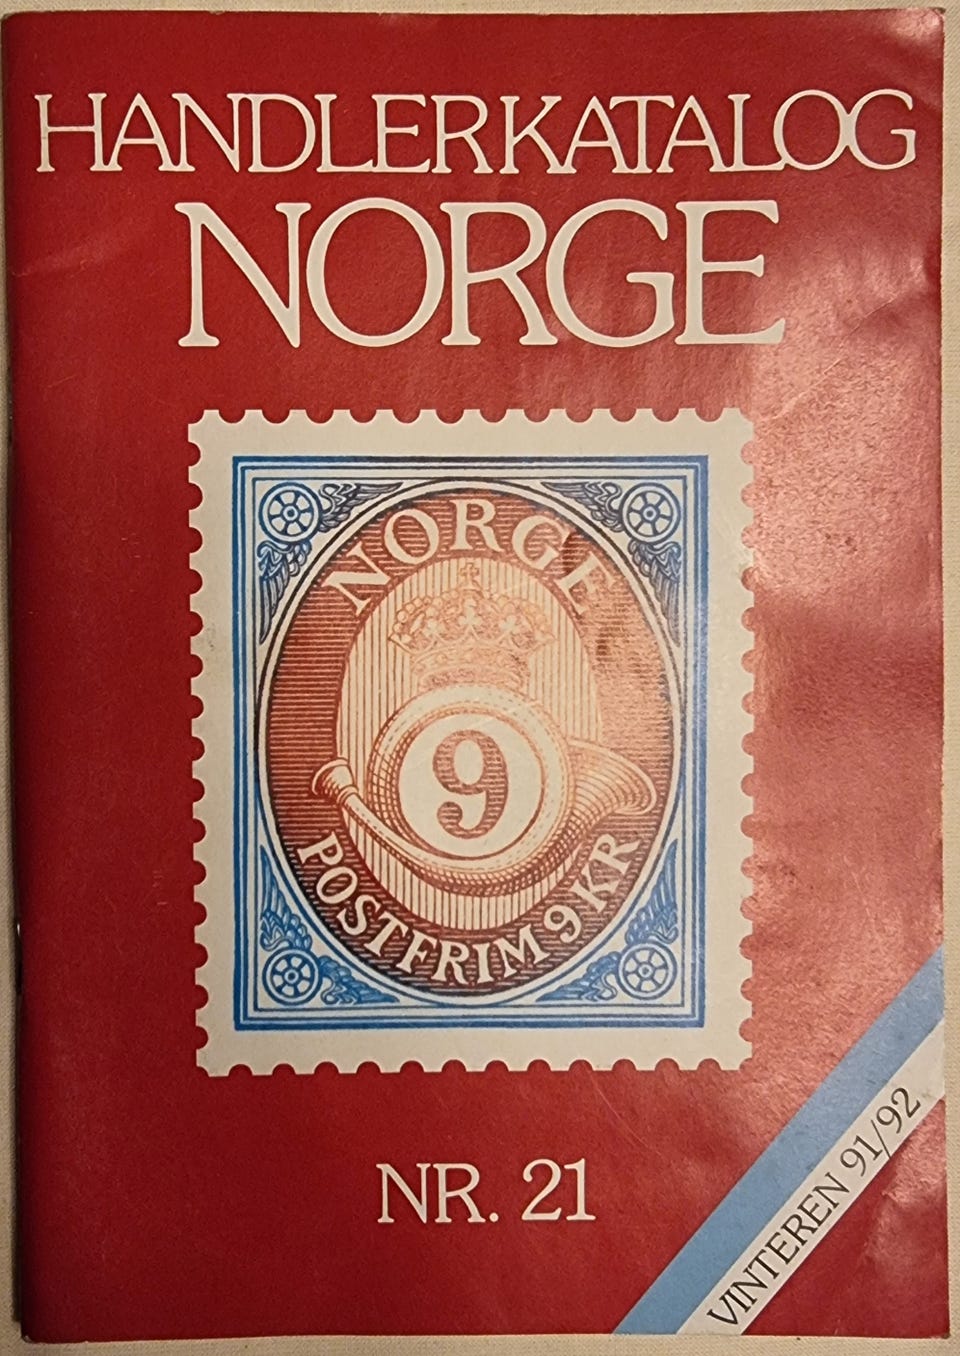 HANDLERKATALOG
NORGE
NORGE
9
POSTFRIM 9 KR
NR. 21
VINTEREN 91/92